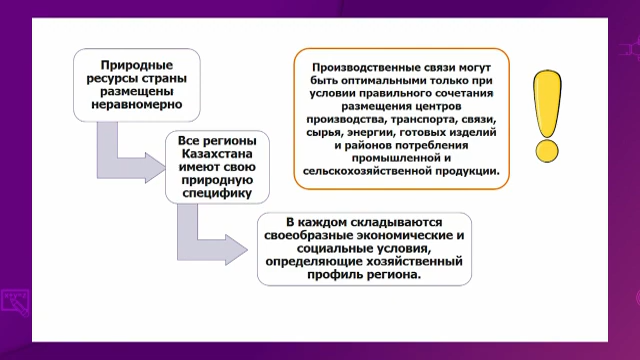 Природные
ресурсы страны
размещены
неравномерно
Все регионы
Казахстана
имеют свою
природную
специфику
В каждом складываются
своеобразные экономические и
социальные условия,
определяющие хозяйственный
профиль региона.
Производственные связи могут
быть оптимальными только при
условии правильного сочетания
размещения центров
производства, транспорта, связи,
сырья, энергии, готовых изделий
и районов потребления
промышленной и
сельскохозяйственной продукции.